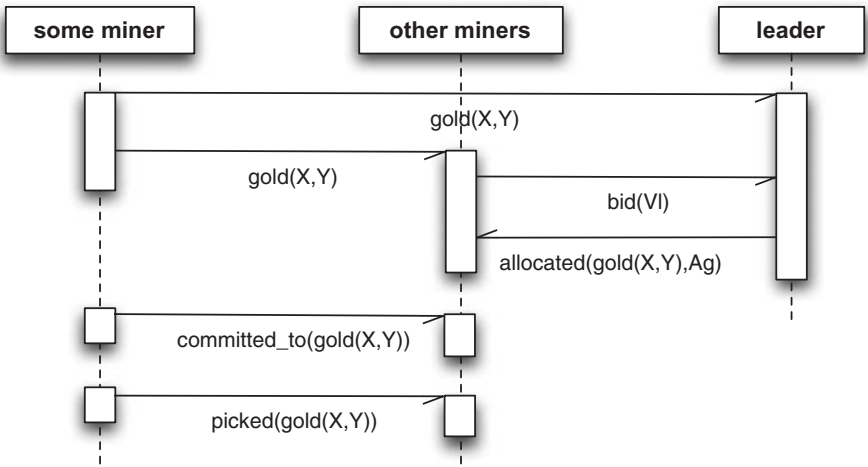 some miner
other miners
leader
gold(X,Y)
gold(X,Y)
bid(Vl)
allocated(gold(X,Y),Ag)
committed_to(gold(X,Y))
picked(gold(X,Y))